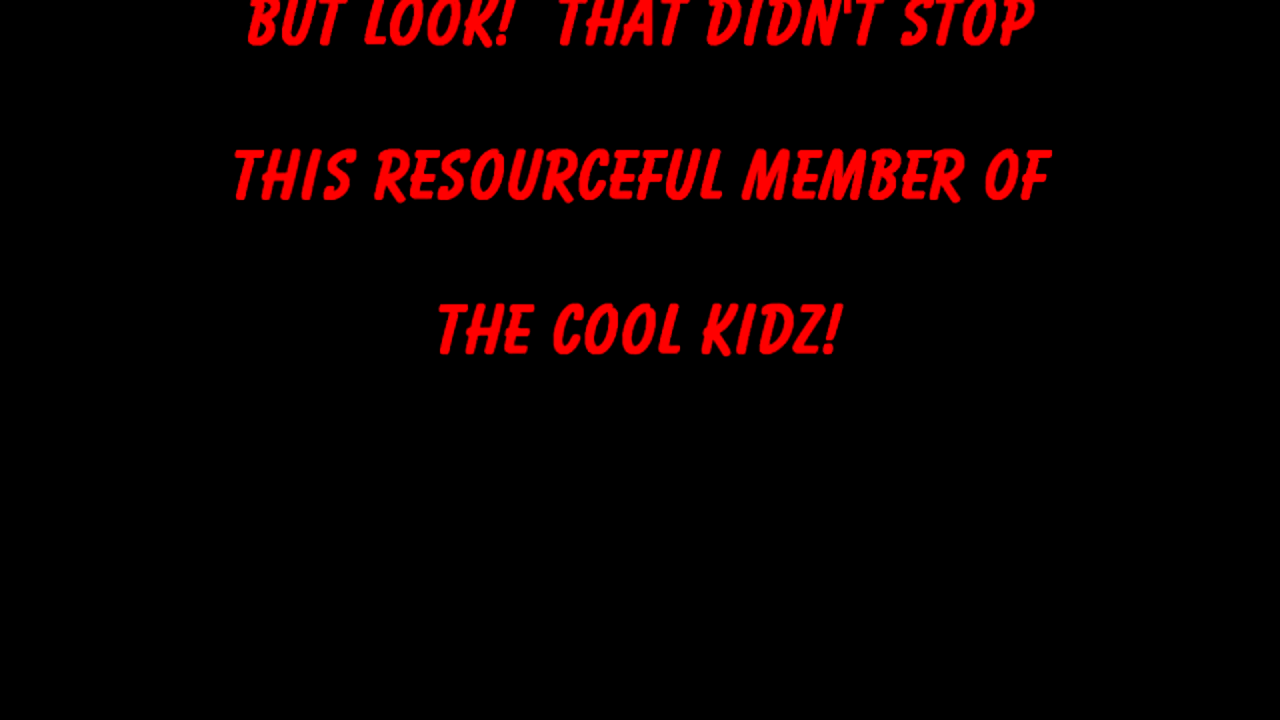 BUT LOOK!  THAT DIDN'T STOP
THIS RESOURCEFUL MEMBER OF
THE COOL KIDZ!